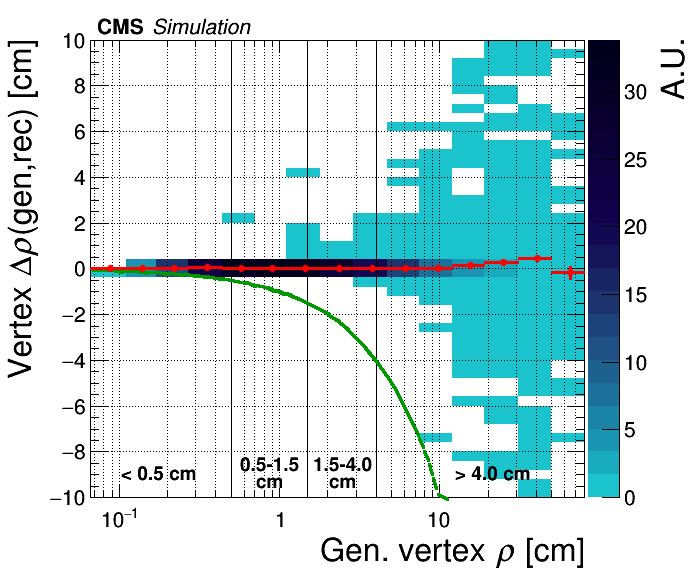 CMS Simulation
Vertex Δρ(gen,rec) [cm]
10
8
6
4
2
0
−2
−4
−6
−8
−10
A.U.
30
25
20
15
10
5
0
< 0.5 cm
0.5-1.5
cm
1.5-4.0
cm
> 4.0 cm
10⁻¹ 1 10
Gen. vertex ρ [cm]